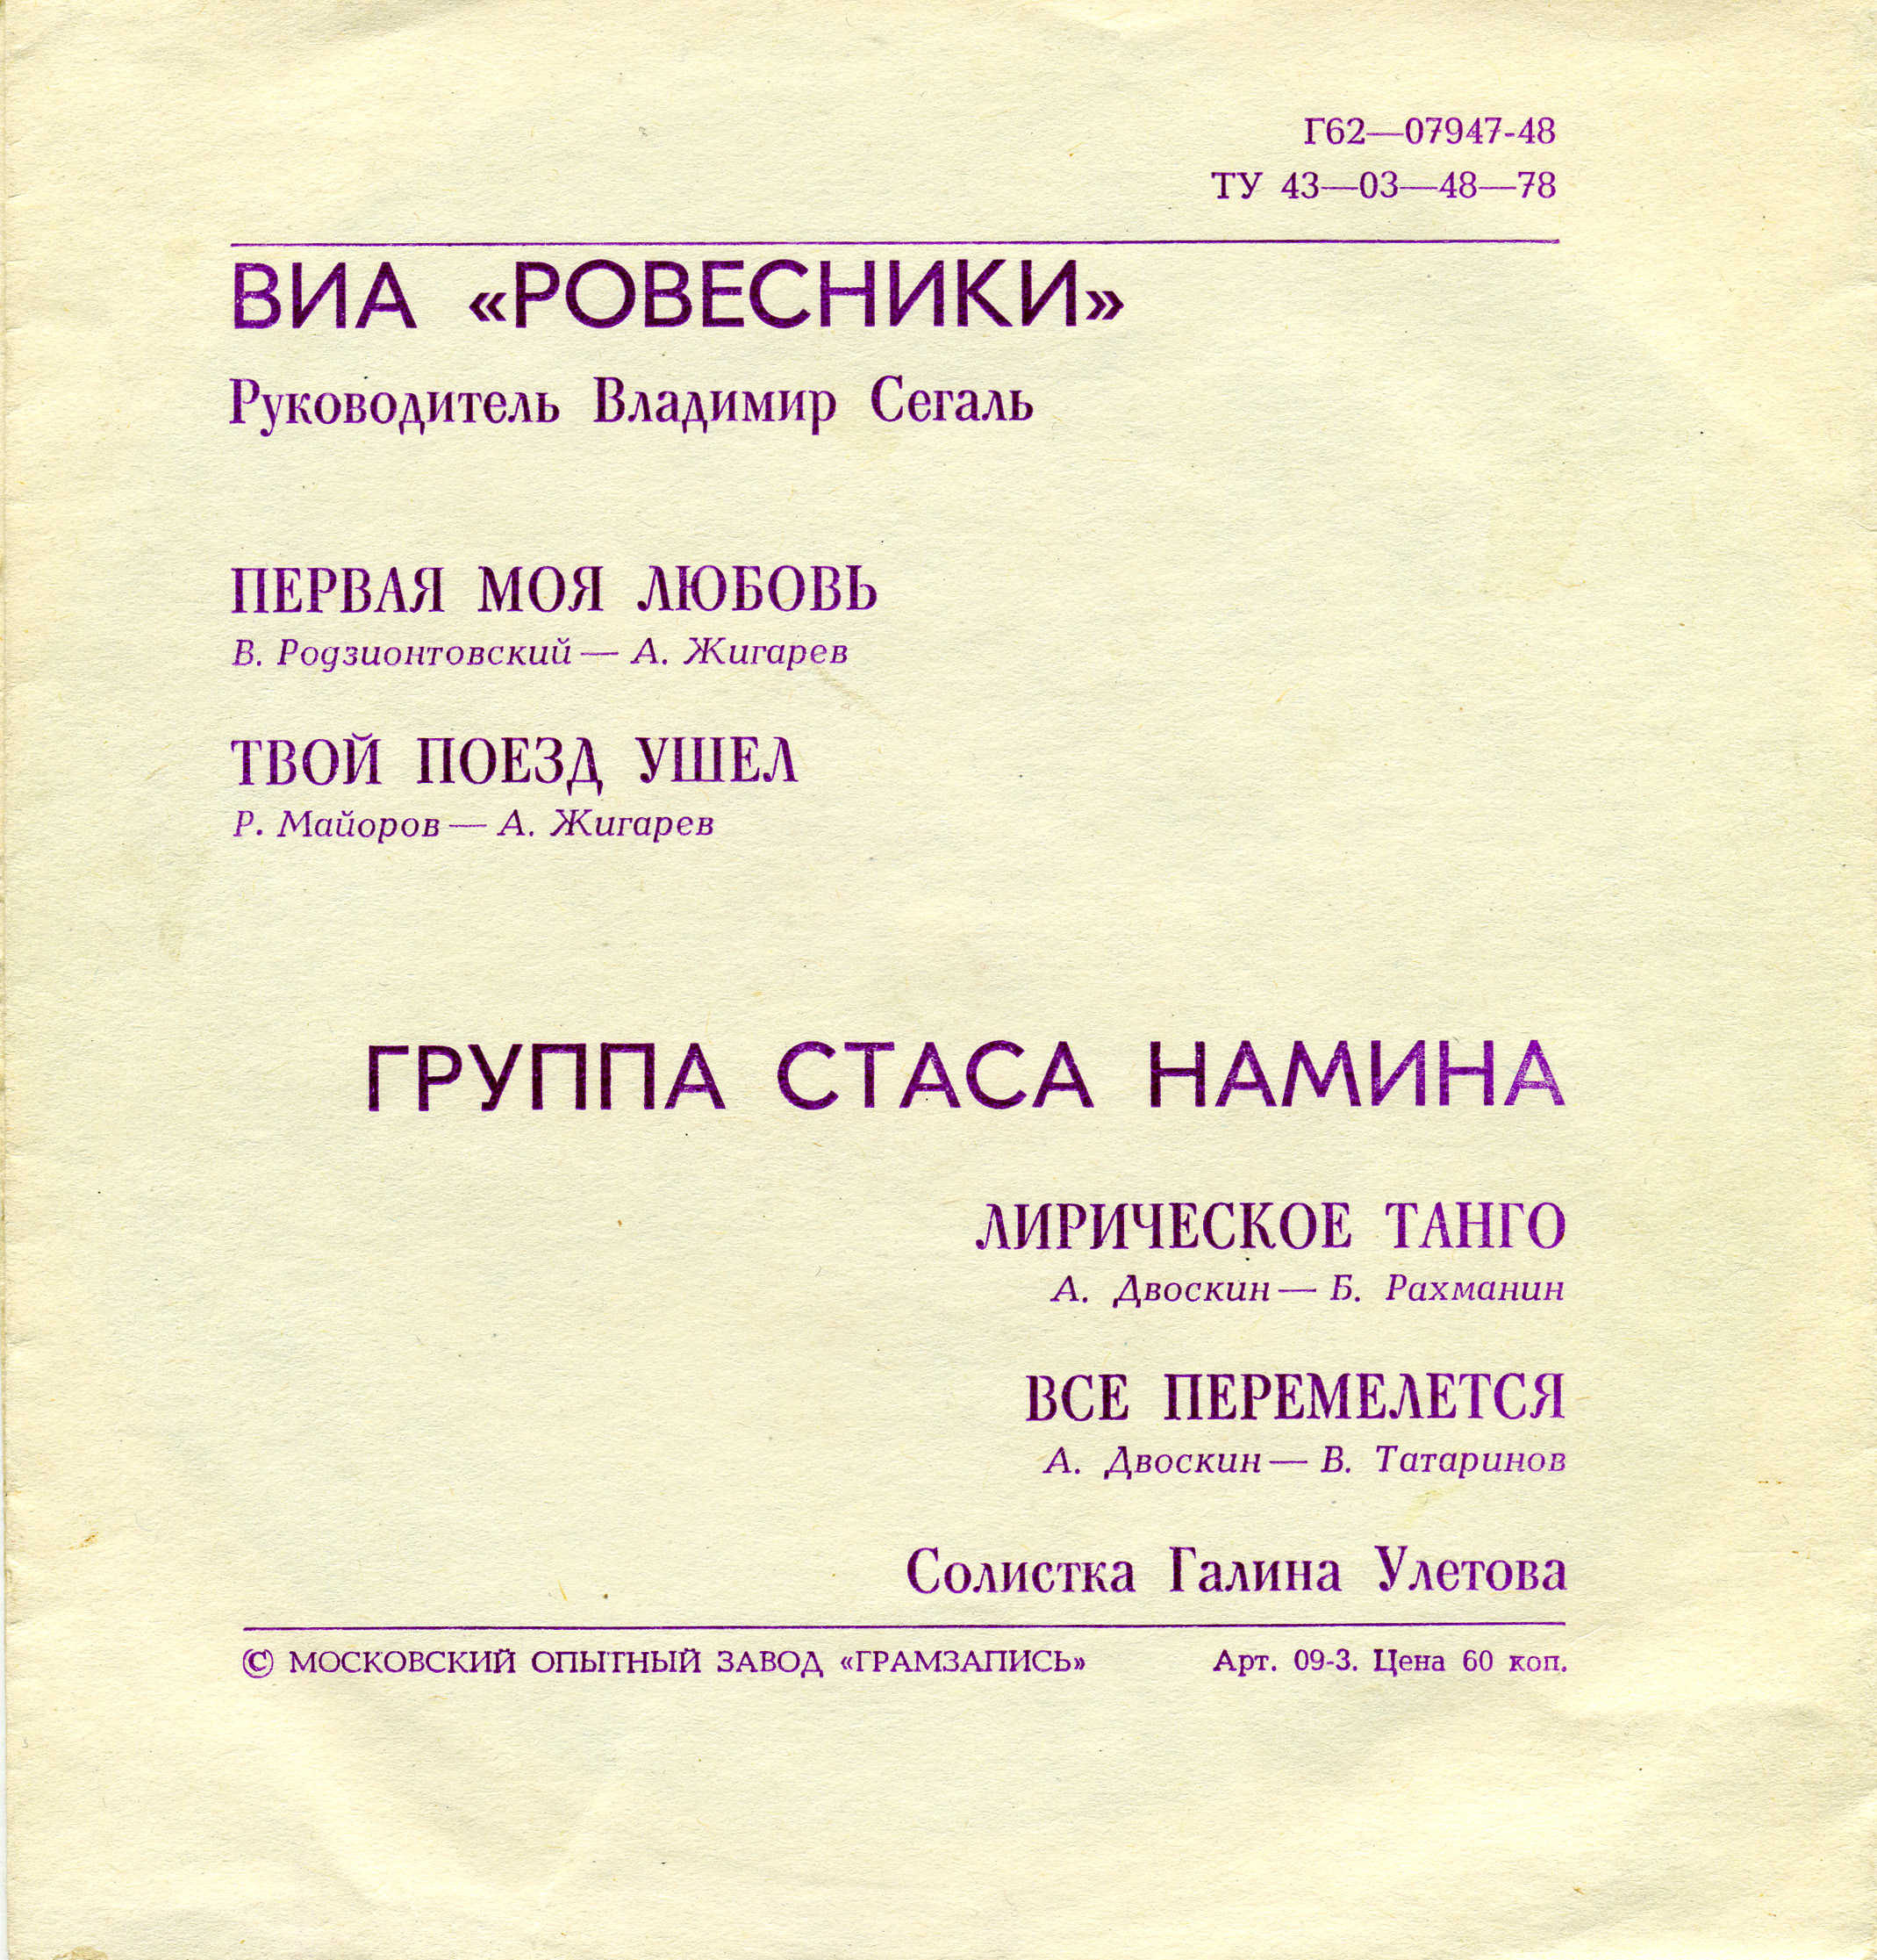 Г62—07947-48
ТУ 43—03—48—78
ВИА «РОВЕСНИКИ»
Руководитель Владимир Сегаль
ПЕРВАЯ МОЯ ЛЮБОВЬ
В. Родзионтовский — А. Жигарев
ТВОЙ ПОЕЗД УШЕЛ
Р. Майоров — А. Жигарев
ГРУППА СТАСА НАМИНА
ЛИРИЧЕСКОЕ ТАНГО
А. Двоскин — Б. Рахманин
ВСЕ ПЕРЕМЕЛЕТСЯ
А. Двоскин — В. Татаринов
Солистка Галина Улетова
© МОСКОВСКИЙ ОПЫТНЫЙ ЗАВОД «ГРАМЗАПИСЬ» Арт. 09-3. Цена 60 коп.